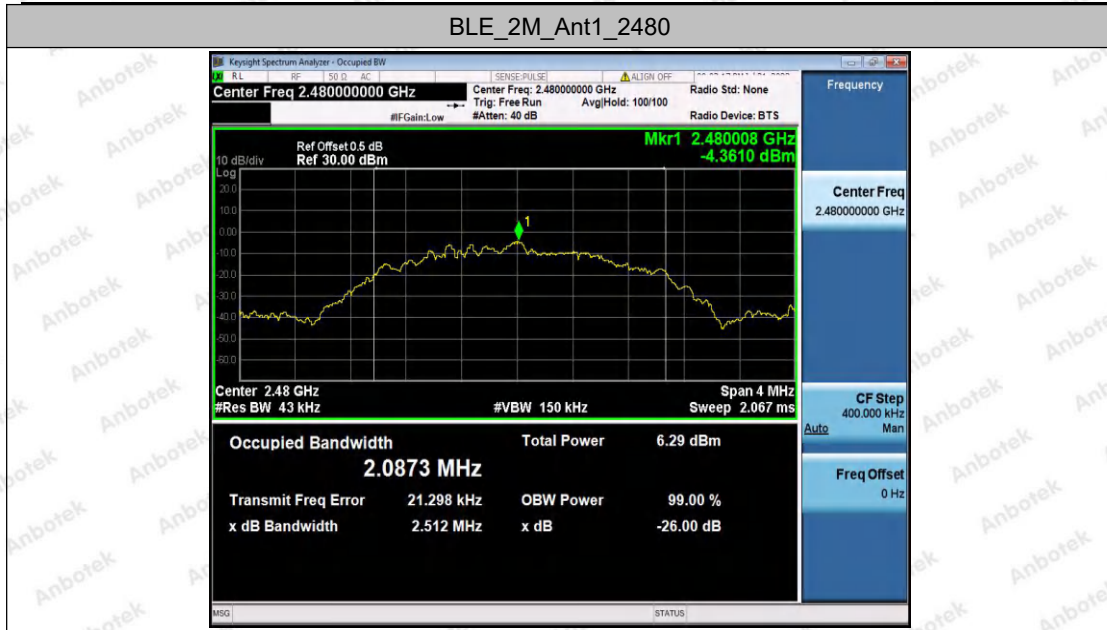 BLE_2M_Ant1_2480
Keysight Spectrum Analyzer - Occupied BW
RL RF 50 Ω AC SENSE:PULSE ALIGN OFF
Center Freq 2.480000000 GHz
Center Freq: 2.480000000 GHz
Radio Std: None
Trig: Free Run Avg|Hold: 100/100
#IFGain:Low #Atten: 40 dB
Radio Device: BTS
Frequency
Ref Offset 0.5 dB
Mkr1 2.480008 GHz
10 dB/div Ref 30.00 dBm
-4.3610 dBm
Log
20.0
10.0
0.00
-10.0
-20.0
-30.0
-40.0
-50.0
-60.0
1
Center 2.48 GHz
Span 4 MHz
#Res BW 43 kHz
#VBW 150 kHz
Sweep 2.067 ms
Occupied Bandwidth
Total Power 6.29 dBm
2.0873 MHz
Transmit Freq Error 21.298 kHz
OBW Power 99.00 %
x dB Bandwidth 2.512 MHz
x dB -26.00 dB
Center Freq
2.480000000 GHz
CF Step
400.000 kHz
Auto Man
Freq Offset
0 Hz
MSG
STATUS
Anbotek